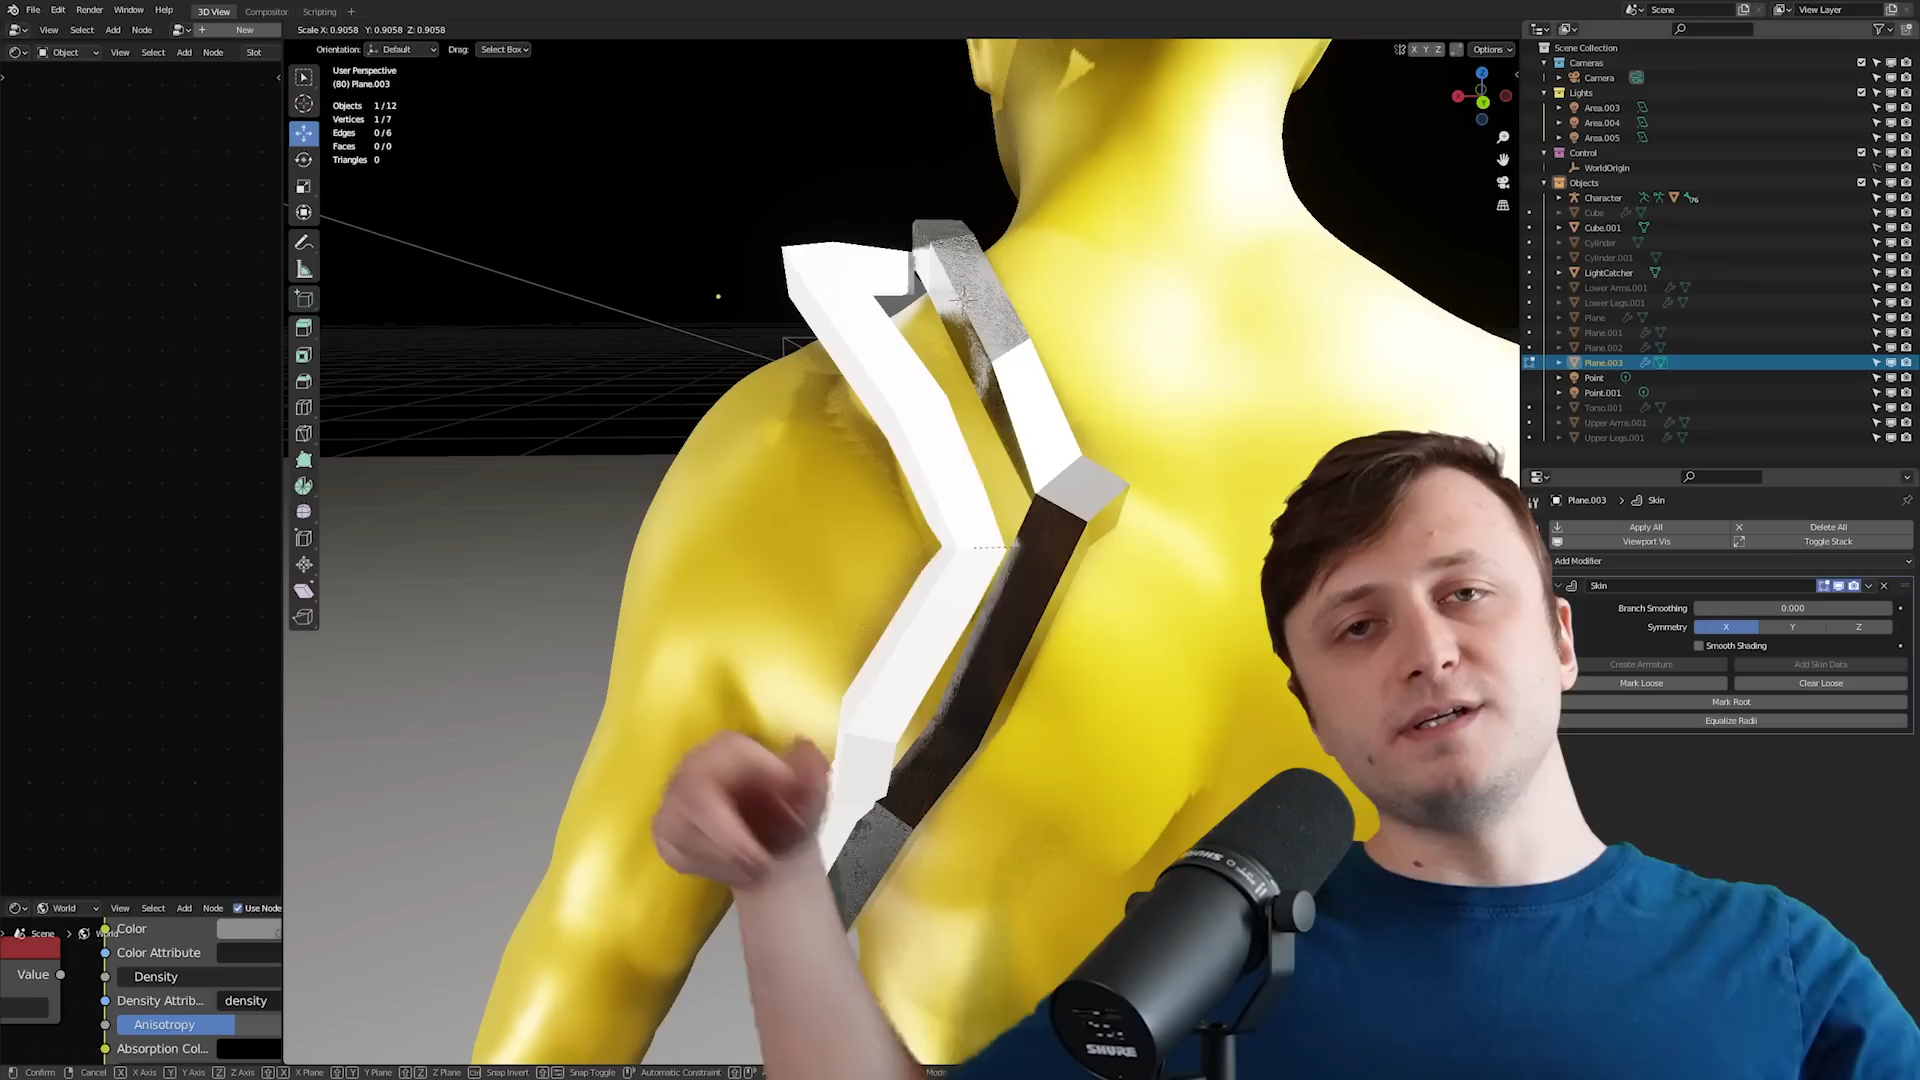 File Edit Render Window Help 3D View Compositor Scripting + Scene View Layer
View Select Add Node + New Scale X: 0.9058 Y: 0.9058 Z: 0.9058
Object View Select Add Node Slot Orientation: Default Drag: Select Box X Y Z Options
User Perspective
(80) Plane.003
Objects 1/12
Vertices 1/7
Edges 0/6
Faces 0/0
Triangles 0
Scene Collection
Cameras
Camera
Lights
Area.003
Area.004
Area.005
Control
WorldOrigin
Objects
Character 76
Cube
Cube.001
Cylinder
Cylinder.001
LightCatcher
Lower Arms.001
Lower Legs.001
Plane
Plane.001
Plane.002
Plane.003
Point
Point.001
Torso.001
Upper Arms.001
Upper Legs.001
Plane.003 > Skin
Apply All Delete All
Viewport Vis Toggle Stack
Add Modifier
Skin
Branch Smoothing 0.000
Symmetry X Y Z
Smooth Shading
Create Armature Add Skin Data
Mark Loose Clear Loose
Mark Root
Equalize Radii
World View Select Add Node Use Node
Scene >
Color
Color Attribute
Value Density
Density Attrib... density
Anisotropy
Absorption Col...
SHURE
SHURE
Confirm Cancel X X Axis Y Y Axis Z Z Axis X X Plane Y Y Plane Z Z Plane Snap Invert Snap Toggle Automatic Constraint Mode